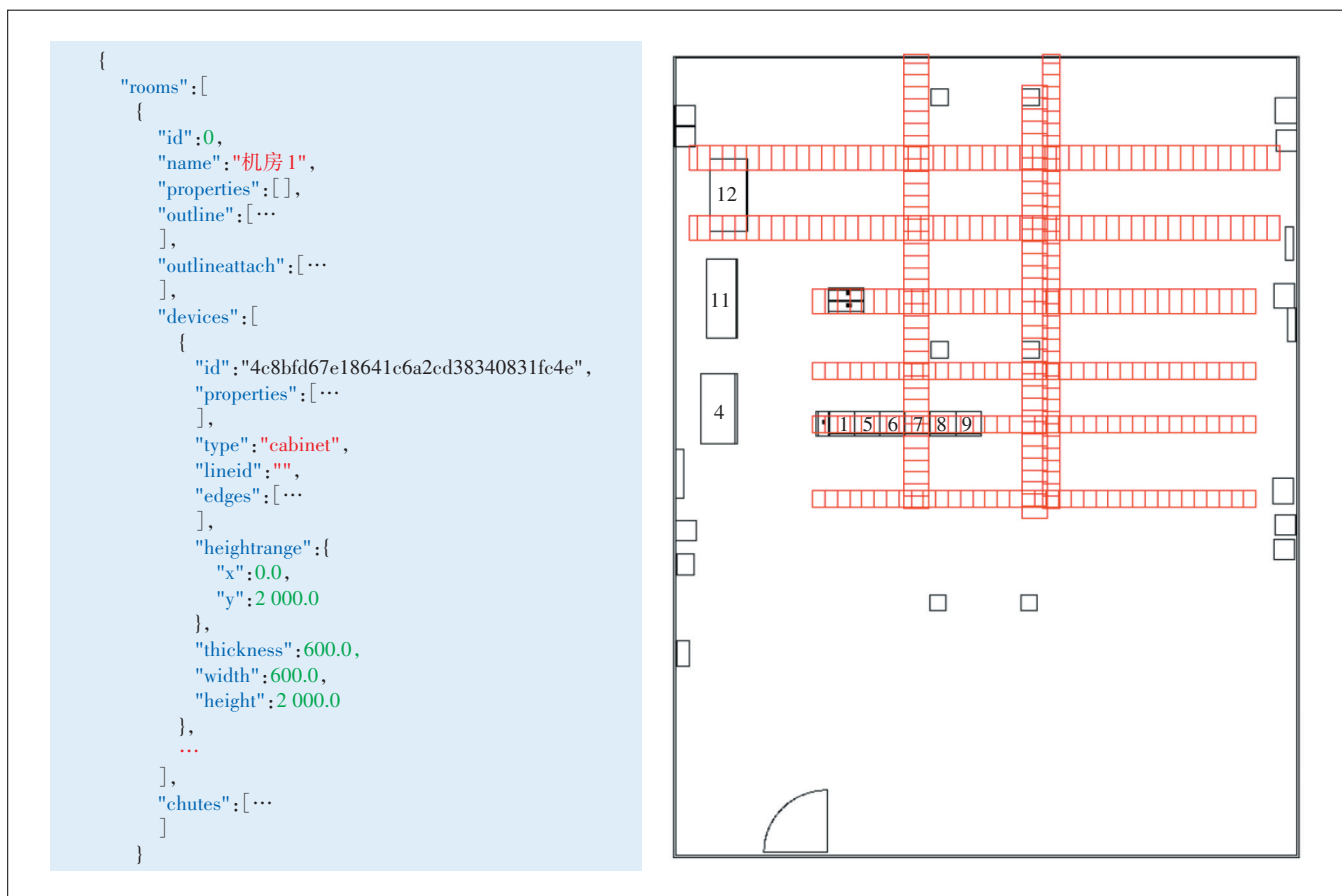 {
"rooms":[
{
"id":0,
"name":"机房1",
"properties":[],
"outline":[…
],
"outlineattach":[…
],
"devices":[
{
"id":"4c8bfd67e18641c6a2cd38340831fc4e",
"properties":[…
],
"type":"cabinet",
"lineid":"",
"edges":[…
],
"heightrange":{
"x":0.0,
"y":2 000.0
},
"thickness":600.0,
"width":600.0,
"height":2 000.0
},
…
],
"chutes":[…
]
}
12
11
4
1 5 6 7 8 9